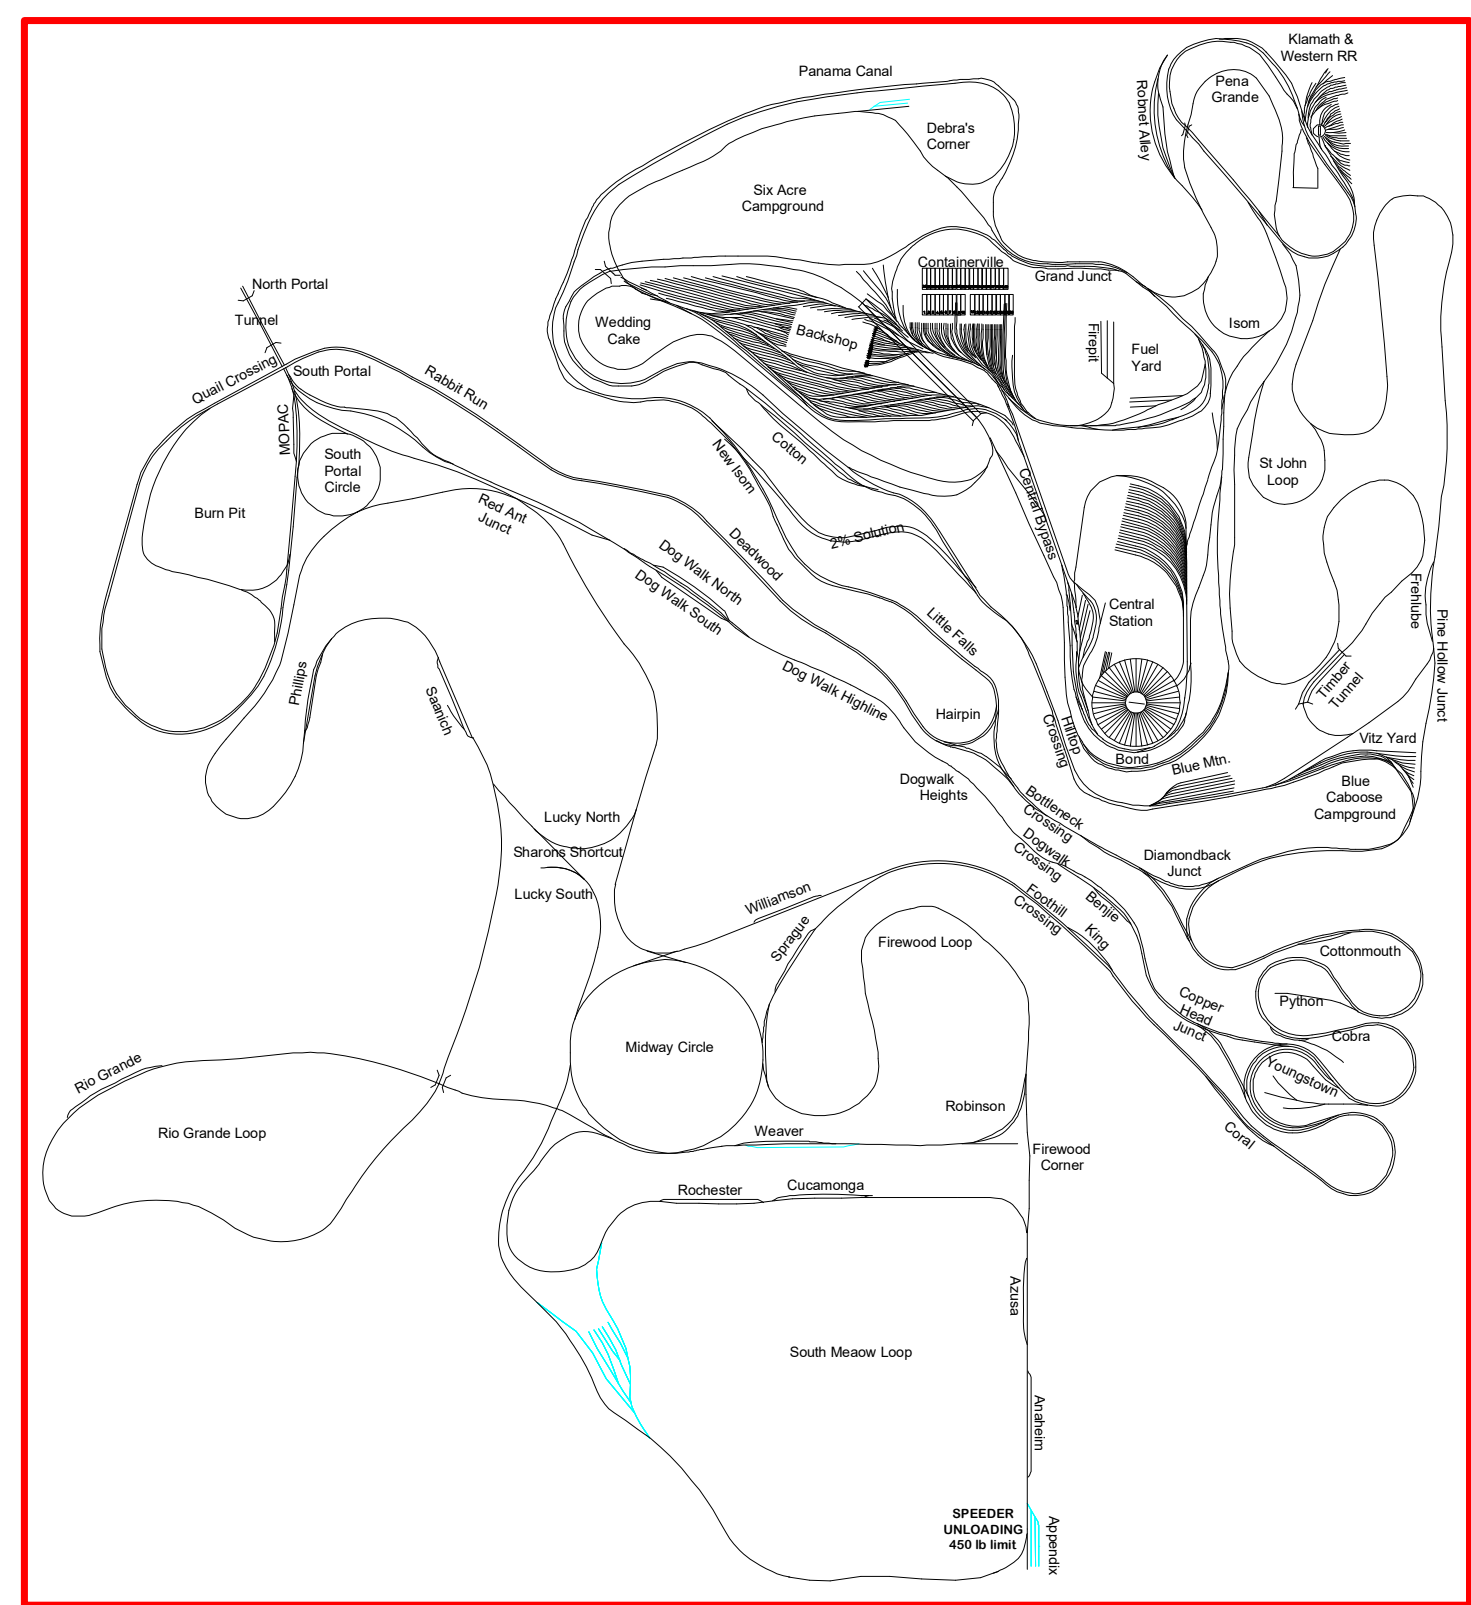 Klamath &
Western RR
Panama Canal
Pena
Grande
Robnet Alley
Debra's
Corner
Six Acre
Campground
Containerville
Grand Junct
North Portal
Tunnel
Wedding
Cake
Backshop
Firepit
Fuel
Yard
Isom
Quail Crossing
South Portal
Rabbit Run
MOPAC
South
Portal
Circle
Cotton
New Isom
St John
Loop
Burn Pit
Red Ant
Junct
Central Bypass
2% Solution
Deadwood
Dog Walk North
Dog Walk South
Frehlube
Central
Station
Little Falls
Pine Hollow Junct
Phillips
Saanich
Dog Walk Highline
Timber
Tunnel
Hairpin
Hilltop
Crossing
Bond
Blue Mtn.
Vitz Yard
Dogwalk
Heights
Blue
Caboose
Campground
Bottleneck
Crossing
Lucky North
Sharons Shortcut
Lucky South
Dogwalk
Crossing
Diamondback
Junct
Williamson
Sprague
Foothill
Crossing
Benjie
King
Firewood Loop
Cottonmouth
Python
Copper
Head
Junct
Cobra
Midway Circle
Rio Grande
Youngstown
Robinson
Rio Grande Loop
Weaver
Coral
Firewood
Corner
Rochester
Cucamonga
Azusa
South Meaow Loop
Anaheim
SPEEDER
UNLOADING
450 lb limit
Appendix